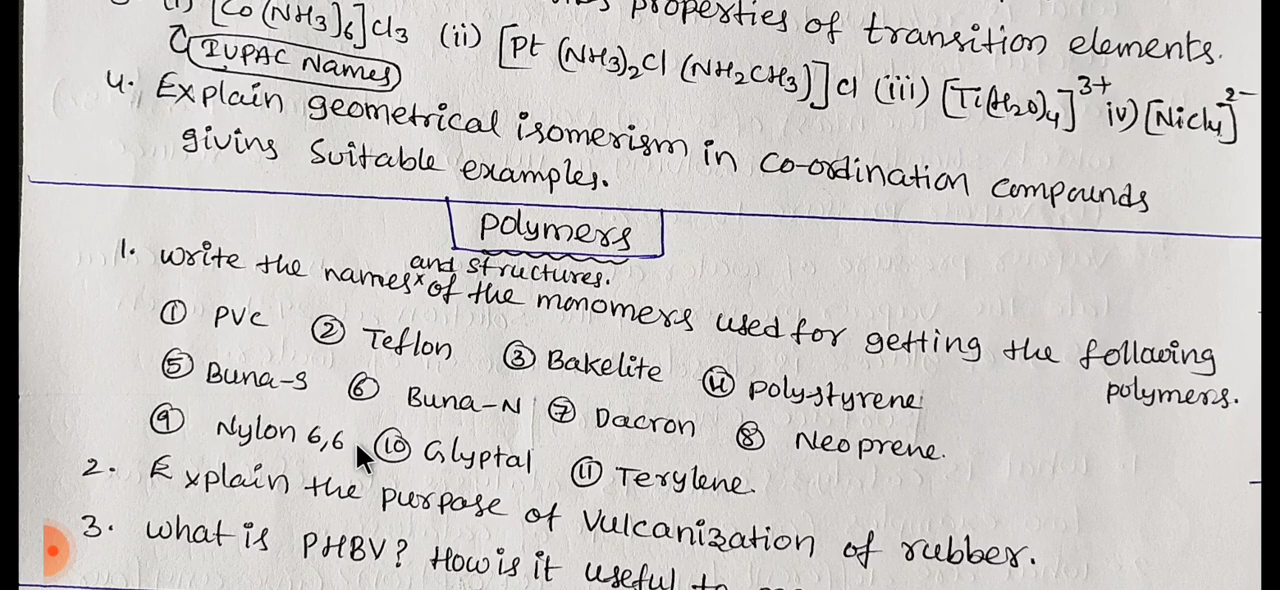 properties of transition elements.
(i) [Co(NH3)6]Cl3 (ii) [Pt (NH3)2Cl (NH2CH3)]Cl (iii) [Ti(H2O)4]3+ iv) [NiCl4]2-
IUPAC Names
4. Explain geometrical isomerism in co-ordination compounds
giving suitable examples.
polymers
and structures.
1. Write the names x of the monomers used for getting the following
polymers.
① PVC ② Teflon ③ Bakelite ④ polystyrene
⑤ Buna-S ⑥ Buna-N ⑦ Dacron ⑧ Neoprene.
⑨ Nylon 6,6 ⑩ Glyptal ⑪ Terylene.
2. Explain the purpose of Vulcanization of rubber.
3. What is PHBV? How is it useful to